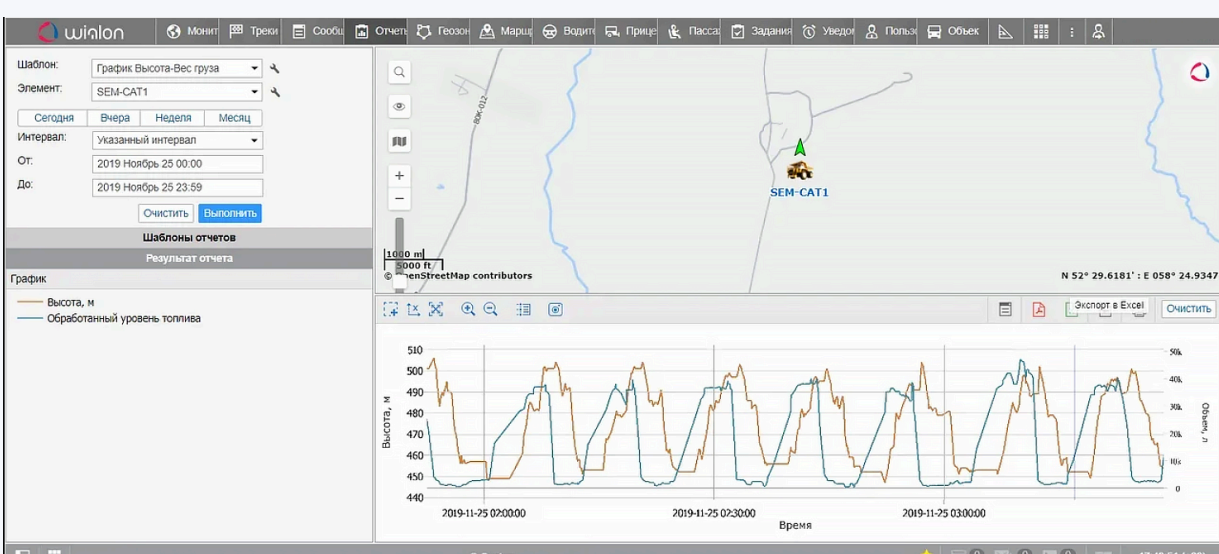 wialon Монит Треки Сообщ Отчеты Геозон Маршр Водите Прице Пасса Задания Уведол Польз Объек
Шаблон: График Высота-Вес груза
Элемент: SEM-CAT1
Сегодня Вчера Неделя Месяц
Интервал: Указанный интервал
От: 2019 Ноябрь 25 00:00
До: 2019 Ноябрь 25 23:59
Очистить Выполнить
Шаблоны отчетов
Результат отчета
График
Высота, м
Обработанный уровень топлива
SEM-CAT1
1000 m
5000 ft
OpenStreetMap contributors
N 52° 29.6181' : E 058° 24.9347
Экспорт в Excel Очистить
Высота, м
510
500
490
480
470
460
450
440
50k
40k
30k
20k
10k
0
Объем, л
2019-11-25 02:00:00 2019-11-25 02:30:00 2019-11-25 03:00:00
Время